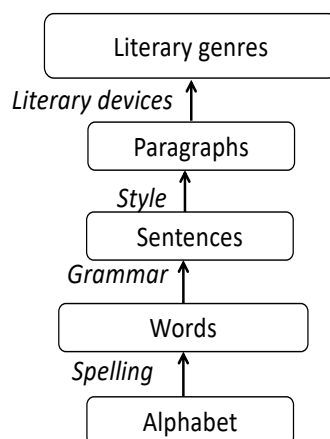 Literary genres
Literary devices
Paragraphs
Style
Sentences
Grammar
Words
Spelling
Alphabet